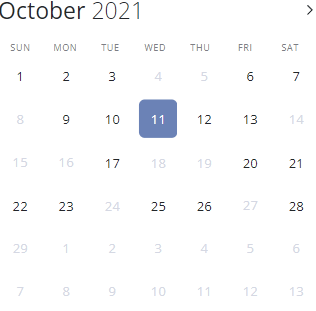 October 2021
SUN MON TUE WED THU FRI SAT
1 2 3 4 5 6 7
8 9 10 11 12 13 14
15 16 17 18 19 20 21
22 23 24 25 26 27 28
29 1 2 3 4 5 6
7 8 9 10 11 12 13